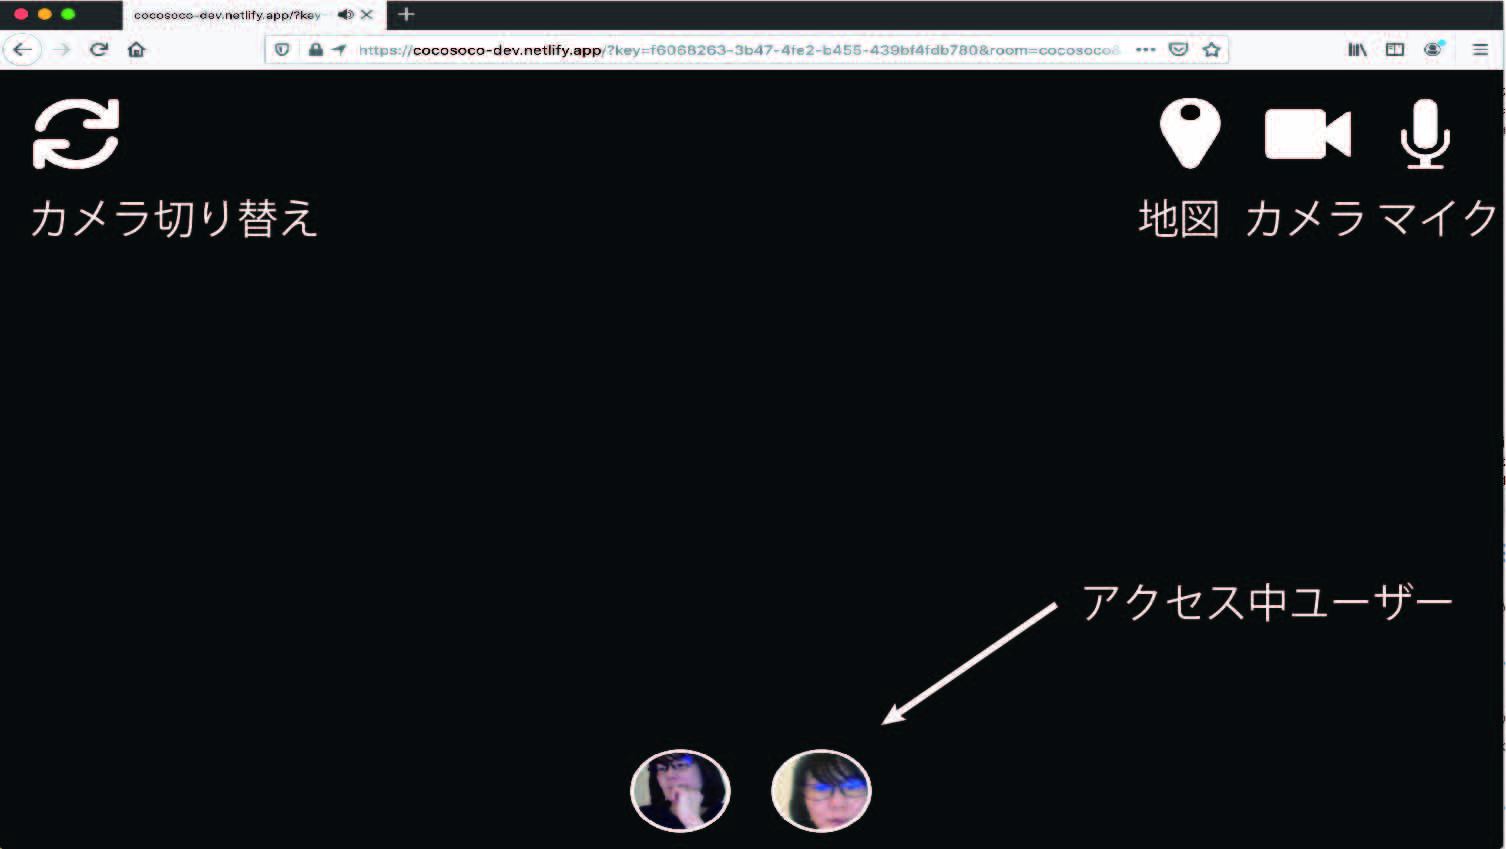 cocosoco-dev.netlify.app/?key
https://cocosoco-dev.netlify.app/?key=f6068263-3b47-4fe2-b455-439bf4fdb780&room=cocosoco&
カメラ切り替え
地図 カメラ マイク
アクセス中ユーザー